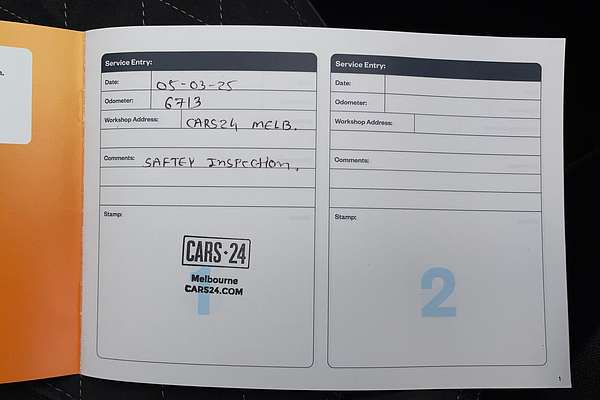 Service Entry:
Date: 05-03-25
Odometer: 6713
Workshop Address: CARS24 MELB.
Comments: SAFTEY INSPECTION.
Stamp:
CARS·24
Melbourne
CARS24.COM
1
Service Entry:
Date:
Odometer:
Workshop Address:
Comments:
Stamp:
2
1